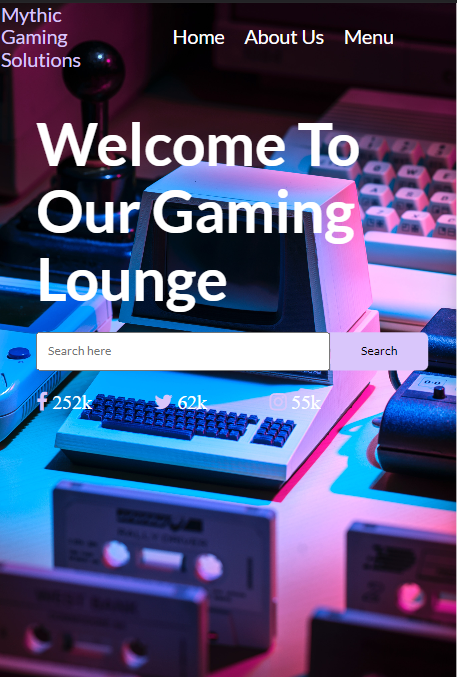 Mythic
Gaming
Solutions
Home About Us Menu
Welcome To
Our Gaming
Lounge
Search here Search
252k 62k 55k